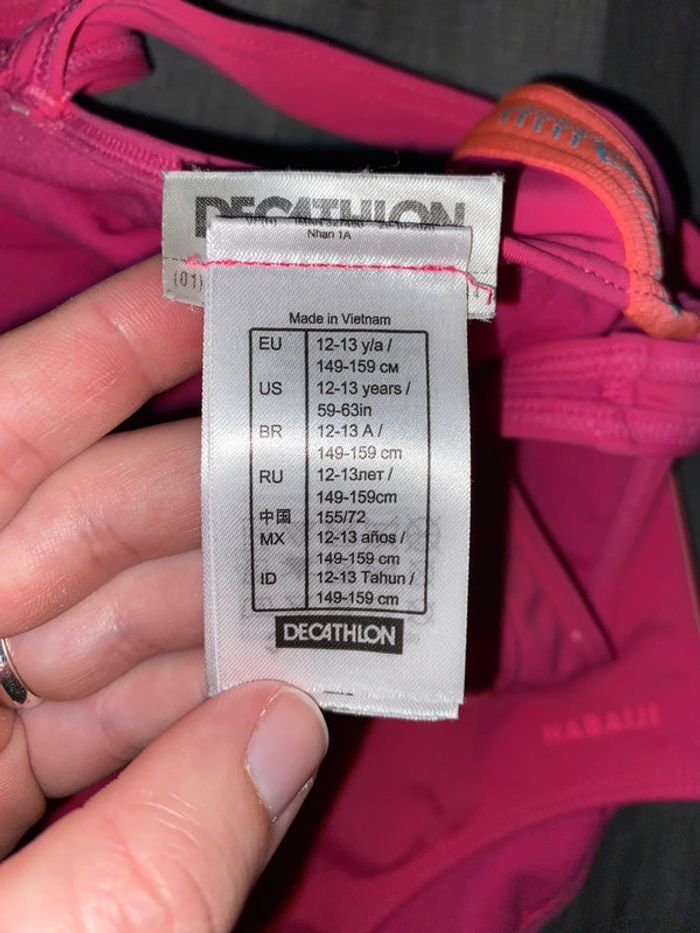 DECATHLON
Nhan 1A
(01)
Made in Vietnam
EU 12-13 y/a /
149-159 см
US 12-13 years /
59-63in
BR 12-13 A /
149-159 cm
RU 12-13лет /
149-159cm
中国 155/72
MX 12-13 años /
149-159 cm
ID 12-13 Tahun /
149-159 cm
DECATHLON
NABAIJI